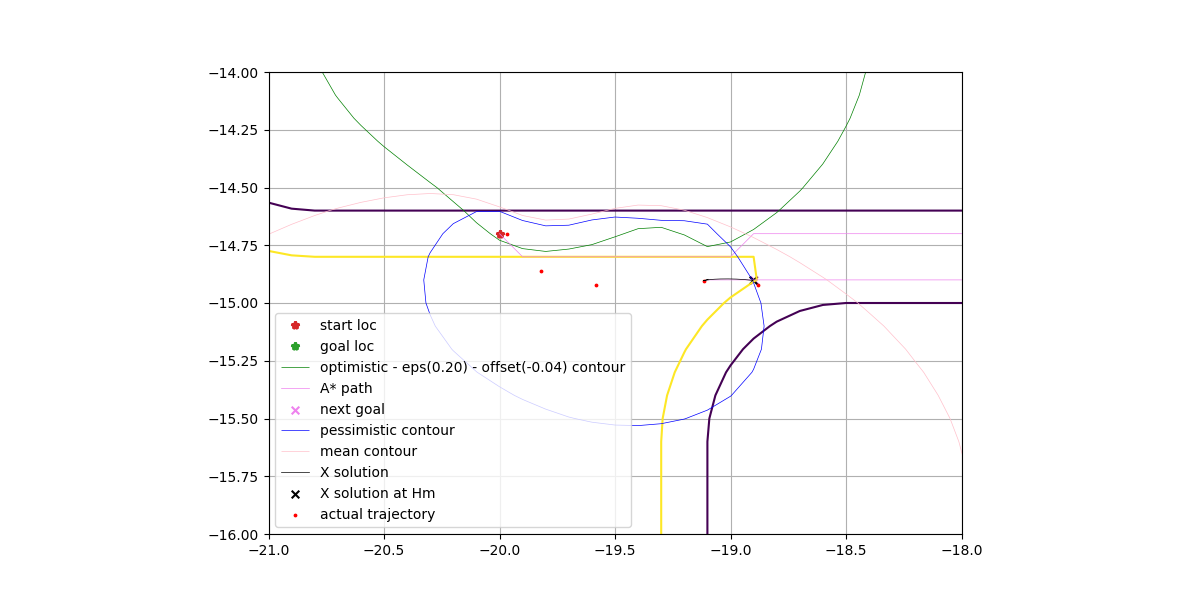 −14.00
−14.25
−14.50
−14.75
−15.00
−15.25
−15.50
−15.75
−16.00
start loc
goal loc
optimistic - eps(0.20) - offset(-0.04) contour
A* path
next goal
pessimistic contour
mean contour
X solution
X solution at Hm
actual trajectory
−21.0 −20.5 −20.0 −19.5 −19.0 −18.5 −18.0